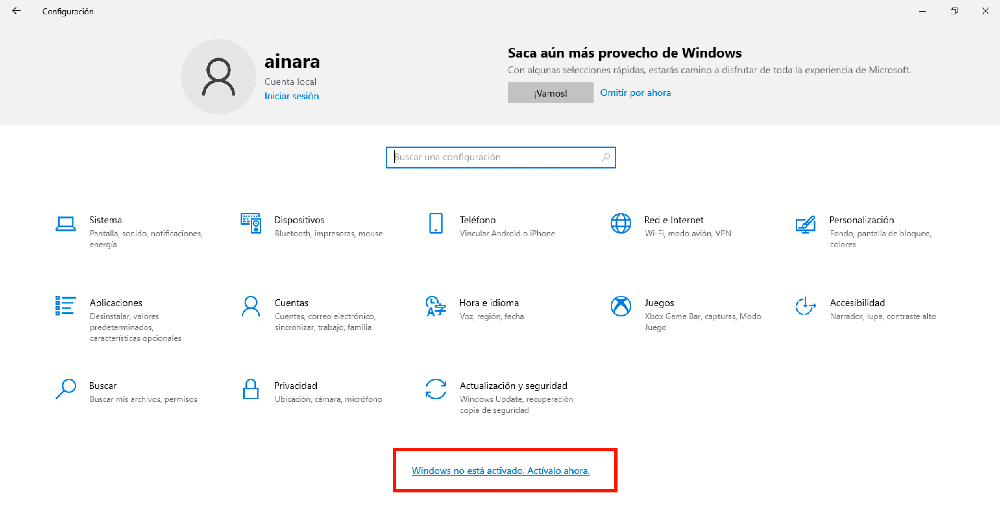 Configuración
ainara
Cuenta local
Iniciar sesión
Saca aún más provecho de Windows
Con algunas selecciones rápidas, estarás camino a disfrutar de toda la experiencia de Microsoft.
¡Vamos!
Omitir por ahora
Buscar una configuración
Sistema
Pantalla, sonido, notificaciones,
energía
Dispositivos
Bluetooth, impresoras, mouse
Teléfono
Vincular Android o iPhone
Red e Internet
Wi-Fi, modo avión, VPN
Personalización
Fondo, pantalla de bloqueo,
colores
Aplicaciones
Desinstalar, valores
predeterminados,
características opcionales
Cuentas
Cuentas, correo electrónico,
sincronizar, trabajo, familia
Hora e idioma
Voz, región, fecha
Juegos
Xbox Game Bar, capturas, Modo
Juego
Accesibilidad
Narrador, lupa, contraste alto
Buscar
Buscar mis archivos, permisos
Privacidad
Ubicación, cámara, micrófono
Actualización y seguridad
Windows Update, recuperación,
copia de seguridad
Windows no está activado. Actívalo ahora.